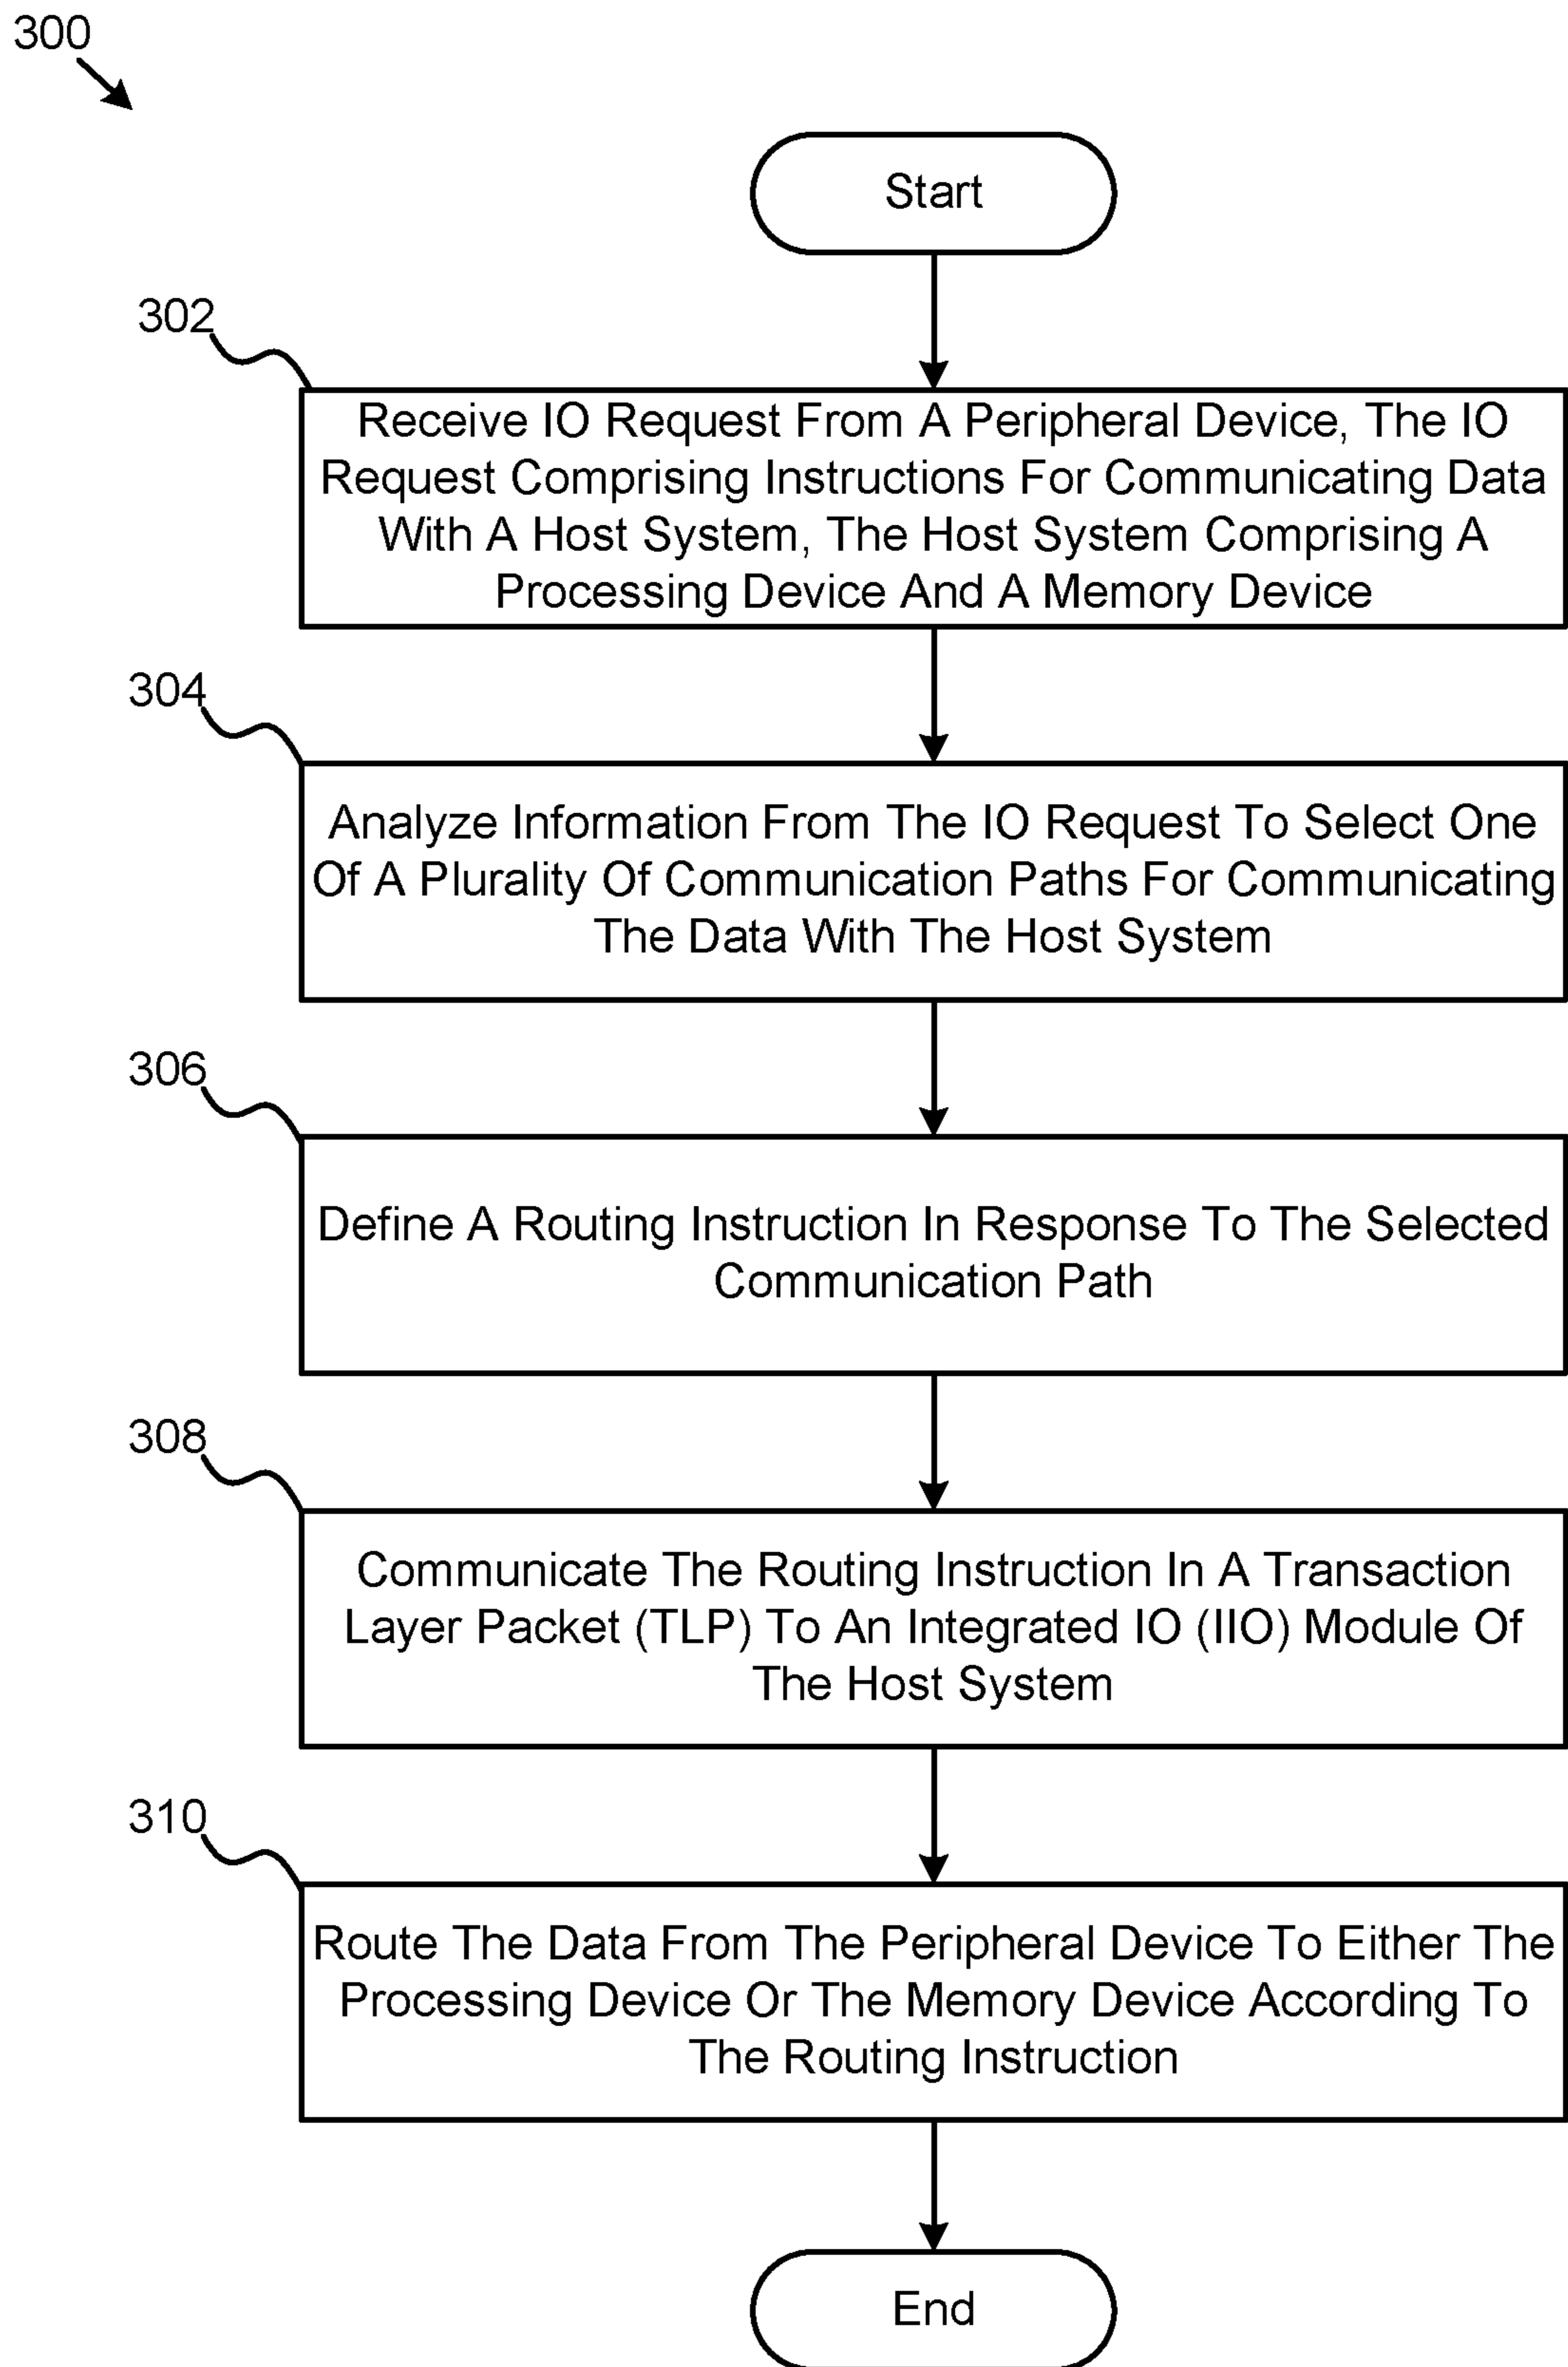 300
Start
302
Receive IO Request From A Peripheral Device, The IO
Request Comprising Instructions For Communicating Data
With A Host System, The Host System Comprising A
Processing Device And A Memory Device
304
Analyze Information From The IO Request To Select One
Of A Plurality Of Communication Paths For Communicating
The Data With The Host System
306
Define A Routing Instruction In Response To The Selected
Communication Path
308
Communicate The Routing Instruction In A Transaction
Layer Packet (TLP) To An Integrated IO (IIO) Module Of
The Host System
310
Route The Data From The Peripheral Device To Either The
Processing Device Or The Memory Device According To
The Routing Instruction
End